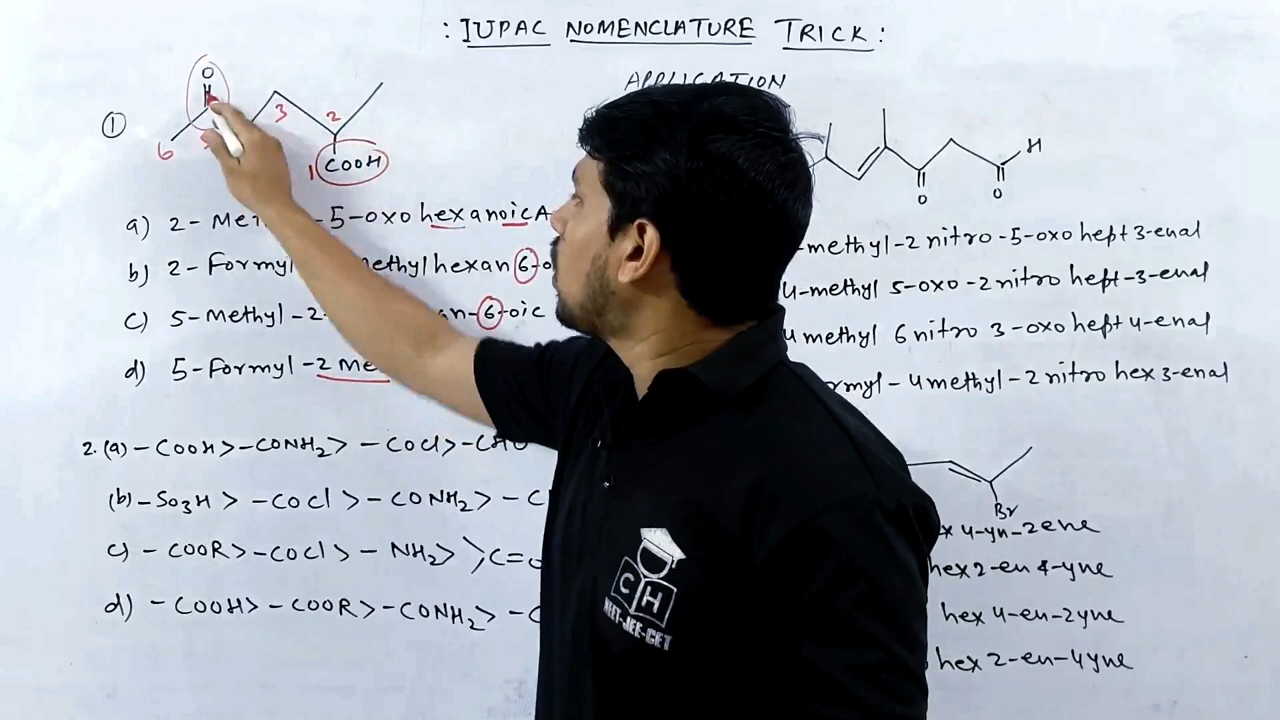 : IUPAC NOMENCLATURE TRICK :
APPLICATION
①
O
3
2
6
1 COOH
a) 2-Met -5-oxo hexanoic A
b) 2-Formyl ethylhexan 6-o
c) 5-methyl-2 an-6-oic
d) 5-Formyl-2 me
2. (a) -COOH>-CONH2> -COCl>-CHO
(b) -SO3H > -COCl >-CONH2> -C
c) -COOR>-COCl>-NH2> >C=O
d) -COOH>-COOR>-CONH2>-C
H
O
O
-methyl-2 nitro-5-oxo hept 3-enal
4-methyl 5-oxo-2 nitro hept-3-enal
4 methyl 6 nitro 3-oxo hept 4-enal
ormyl-4 methyl-2 nitro hex 3-enal
Br
x 4-yn-2ene
hex 2-en 4-yne
hex 4-en-2yne
hex 2-en-4yne
C H
NEET-JEE-CET